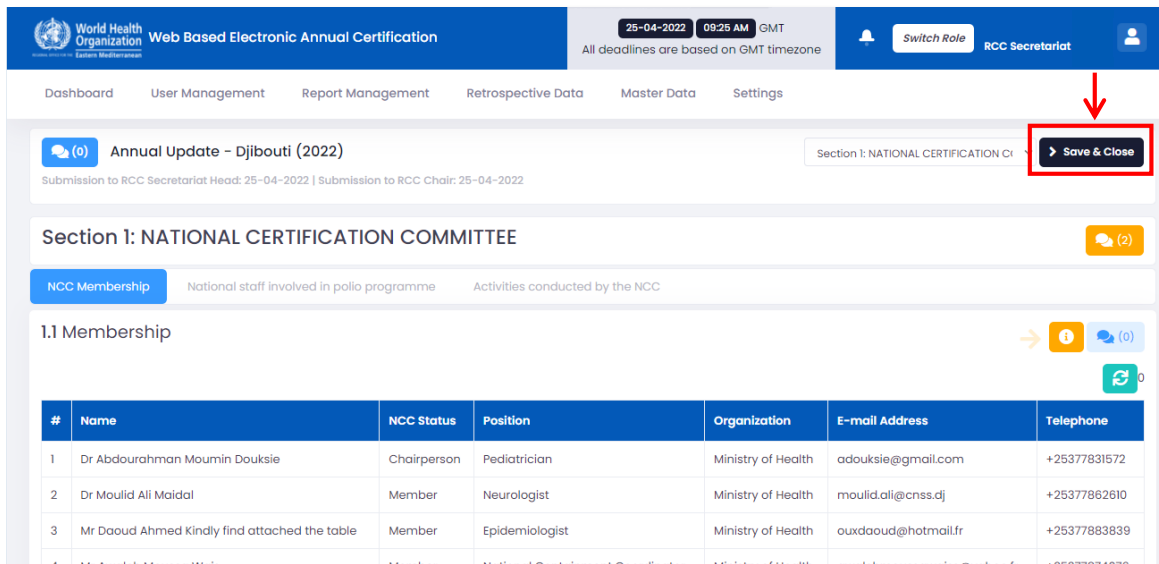 World Health
Organization
Eastern Mediterranean
Web Based Electronic Annual Certification
25-04-2022 09:25 AM GMT
All deadlines are based on GMT timezone
Switch Role
RCC Secretariat
Dashboard User Management Report Management Retrospective Data Master Data Settings
(0) Annual Update - Djibouti (2022)
Section 1: NATIONAL CERTIFICATION
> Save & Close
Submission to RCC Secretariat Head: 25-04-2022 | Submission to RCC Chair: 25-04-2022
Section 1: NATIONAL CERTIFICATION COMMITTEE
(2)
NCC Membership National staff involved in polio programme Activities conducted by the NCC
1.1 Membership
(0)
0
# Name NCC Status Position Organization E-mail Address Telephone
1 Dr Abdourahman Moumin Douksie Chairperson Pediatrician Ministry of Health adouksie@gmail.com +25377831572
2 Dr Moulid Ali Maidal Member Neurologist Ministry of Health moulid.ali@cnss.dj +25377862610
3 Mr Daoud Ahmed Kindly find attached the table Member Epidemiologist Ministry of Health ouxdaoud@hotmail.fr +25377883839